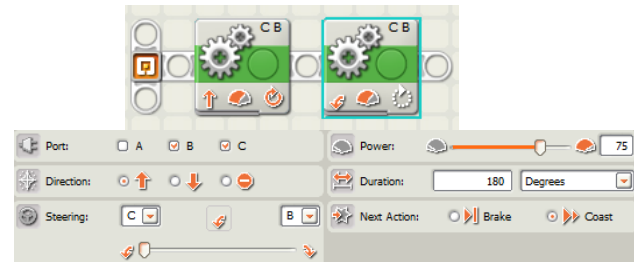 C B C B
Port: A B C Power: 75
Direction: Duration: 180 Degrees
Steering: C B Next Action: Brake Coast